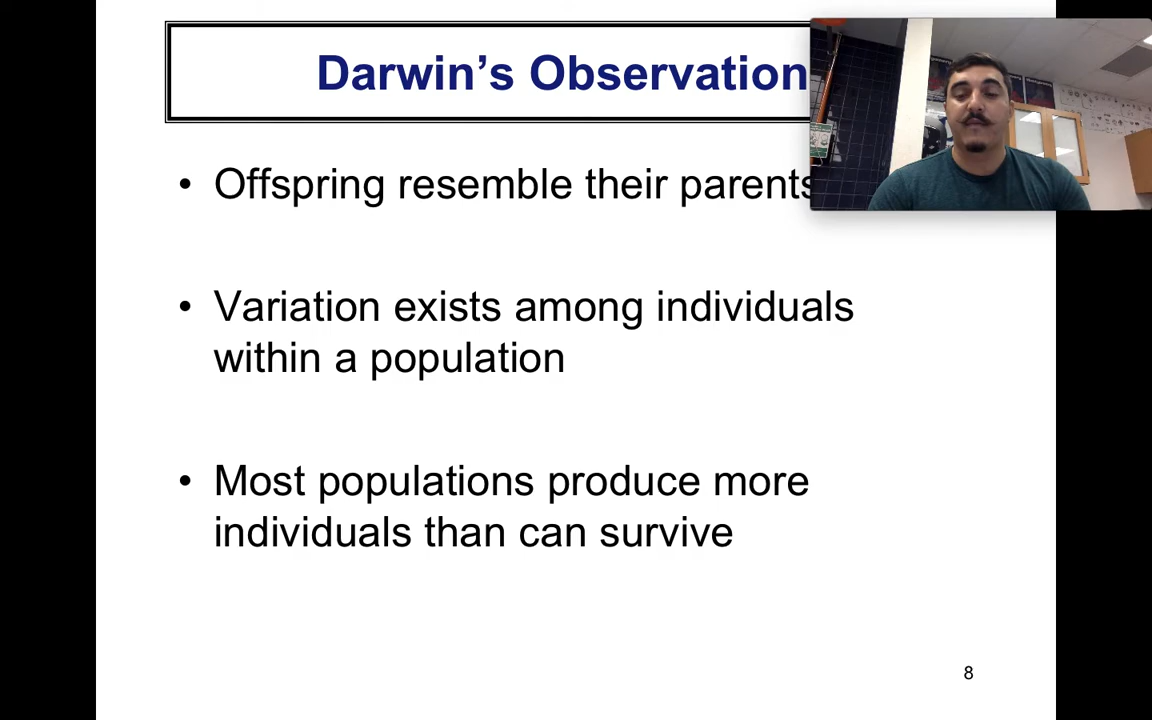 Darwin’s Observation
• Offspring resemble their parents
• Variation exists among individuals
within a population
• Most populations produce more
individuals than can survive
8